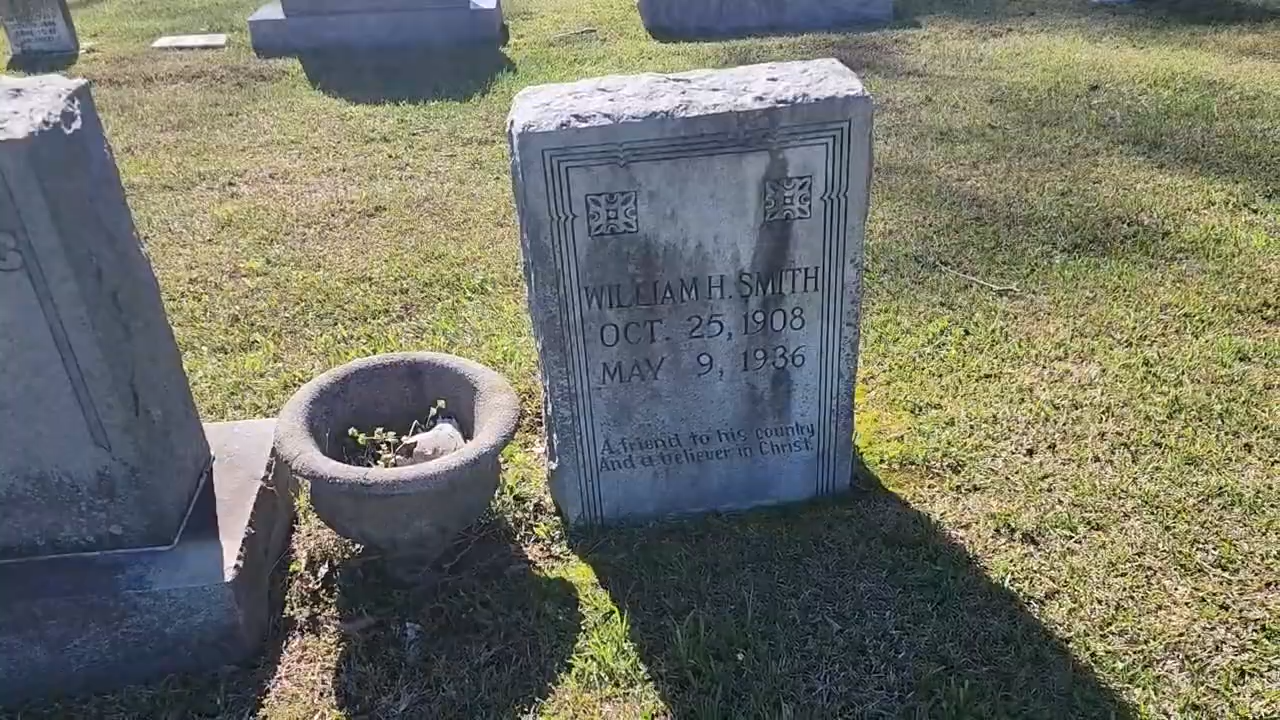 WILLIAM H. SMITH
OCT. 25, 1908
MAY 9, 1936
A friend to his country
And a believer in Christ.